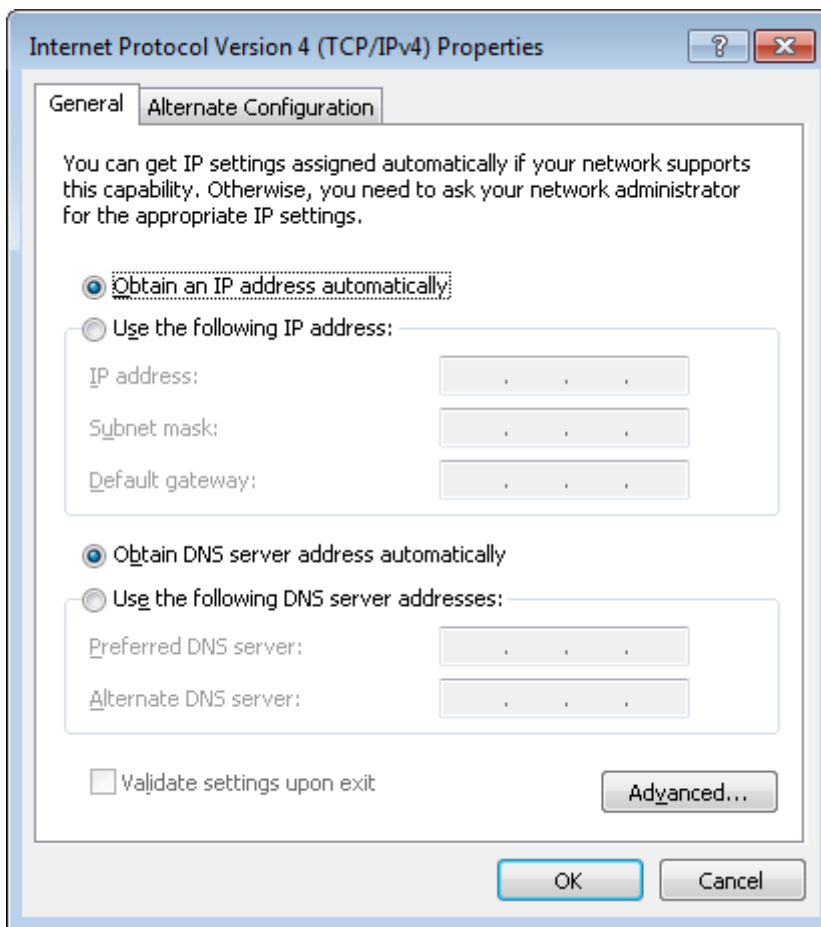 Internet Protocol Version 4 (TCP/IPv4) Properties
General
Alternate Configuration
You can get IP settings assigned automatically if your network supports
this capability. Otherwise, you need to ask your network administrator
for the appropriate IP settings.
Obtain an IP address automatically
Use the following IP address:
IP address:
Subnet mask:
Default gateway:
Obtain DNS server address automatically
Use the following DNS server addresses:
Preferred DNS server:
Alternate DNS server:
Validate settings upon exit
Advanced...
OK
Cancel